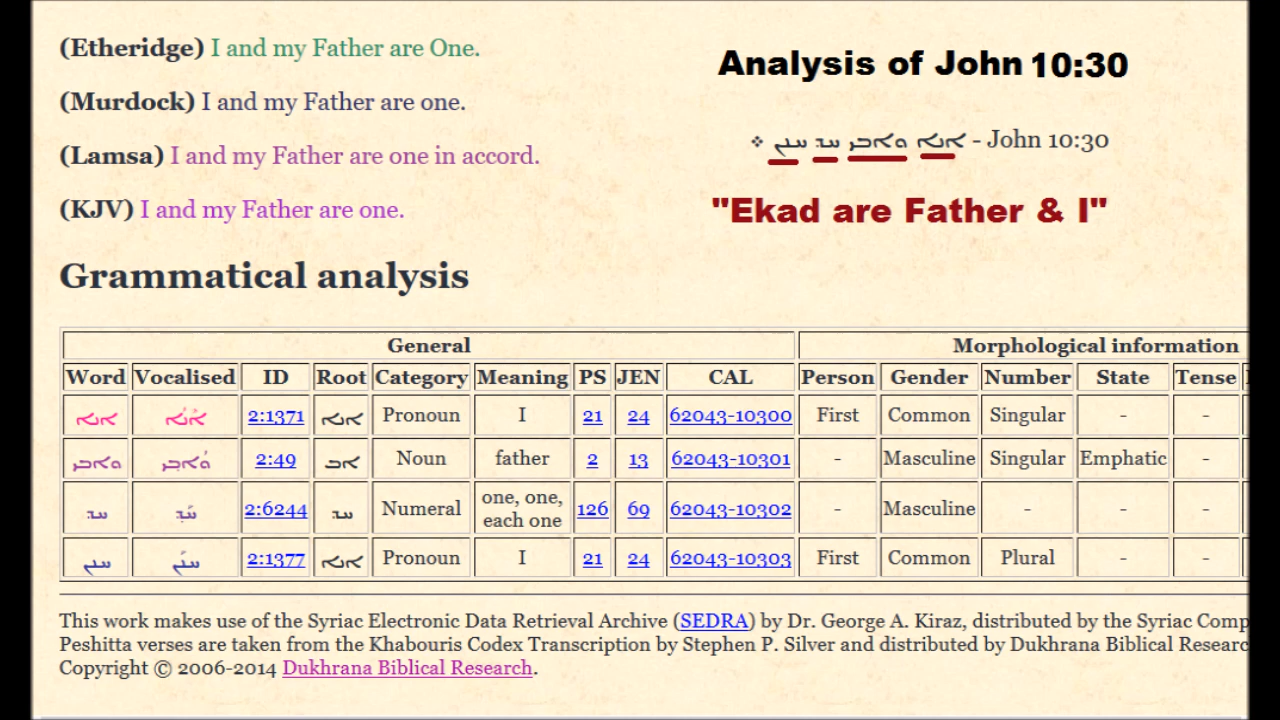 (Etheridge) I and my Father are One.
(Murdock) I and my Father are one.
(Lamsa) I and my Father are one in accord.
(KJV) I and my Father are one.
Analysis of John 10:30
❖ ܐܢܐ ܘܐܒܝ ܚܕ ܚܢܢ - John 10:30
"Ekad are Father & I"
Grammatical analysis
General Morphological information
Word Vocalised ID Root Category Meaning PS JEN CAL Person Gender Number State Tense
ܐܢܐ 2:1371 ܐܢܐ Pronoun I 21 24 62043-10300 First Common Singular - -
ܘܐܒܝ 2:49 ܐܒ Noun father 2 13 62043-10301 - Masculine Singular Emphatic -
ܚܕ 2:6244 ܚܕ Numeral one, one, each one 126 69 62043-10302 - Masculine - - -
ܚܢܢ 2:1377 ܐܢܐ Pronoun I 21 24 62043-10303 First Common Plural - -
This work makes use of the Syriac Electronic Data Retrieval Archive (SEDRA) by Dr. George A. Kiraz, distributed by the Syriac Comp
Peshitta verses are taken from the Khabouris Codex Transcription by Stephen P. Silver and distributed by Dukhrana Biblical Researc
Copyright © 2006-2014 Dukhrana Biblical Research.